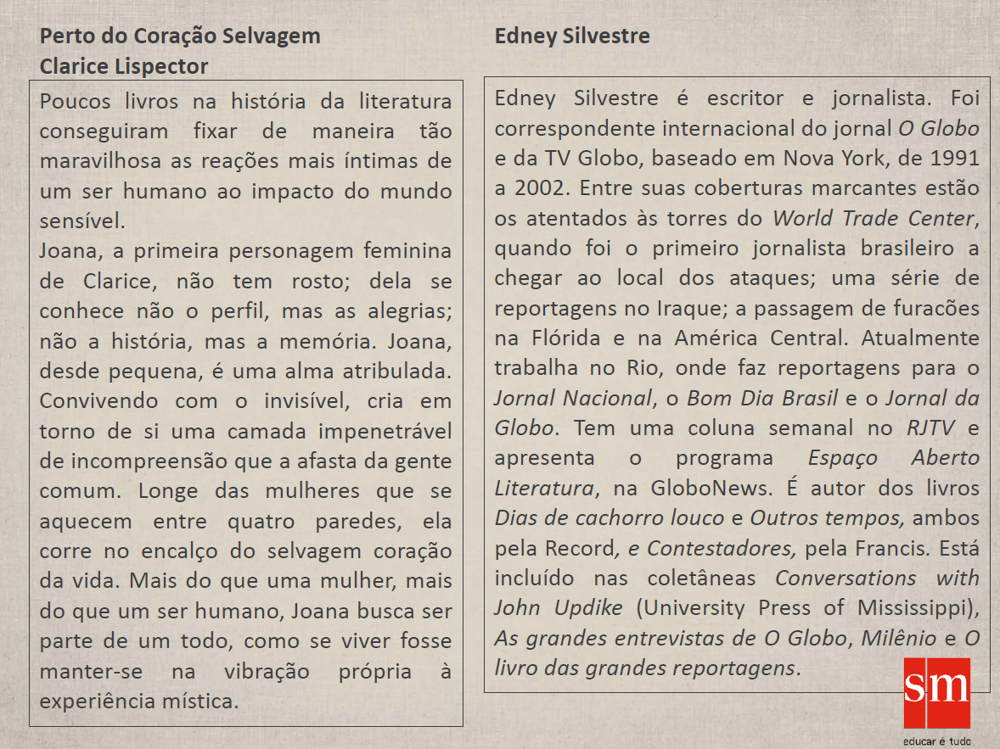 Perto do Coração Selvagem
Clarice Lispector
Poucos livros na história da literatura
conseguiram fixar de maneira tão
maravilhosa as reações mais íntimas de
um ser humano ao impacto do mundo
sensível.
Joana, a primeira personagem feminina
de Clarice, não tem rosto; dela se
conhece não o perfil, mas as alegrias;
não a história, mas a memória. Joana,
desde pequena, é uma alma atribulada.
Convivendo com o invisível, cria em
torno de si uma camada impenetrável
de incompreensão que a afasta da gente
comum. Longe das mulheres que se
aquecem entre quatro paredes, ela
corre no encalço do selvagem coração
da vida. Mais do que uma mulher, mais
do que um ser humano, Joana busca ser
parte de um todo, como se viver fosse
manter-se na vibração própria à
experiência mística.
Edney Silvestre
Edney Silvestre é escritor e jornalista. Foi
correspondente internacional do jornal O Globo
e da TV Globo, baseado em Nova York, de 1991
a 2002. Entre suas coberturas marcantes estão
os atentados às torres do World Trade Center,
quando foi o primeiro jornalista brasileiro a
chegar ao local dos ataques; uma série de
reportagens no Iraque; a passagem de furacões
na Flórida e na América Central. Atualmente
trabalha no Rio, onde faz reportagens para o
Jornal Nacional, o Bom Dia Brasil e o Jornal da
Globo. Tem uma coluna semanal no RJTV e
apresenta o programa Espaço Aberto
Literatura, na GloboNews. É autor dos livros
Dias de cachorro louco e Outros tempos, ambos
pela Record, e Contestadores, pela Francis. Está
incluído nas coletâneas Conversations with
John Updike (University Press of Mississippi),
As grandes entrevistas de O Globo, Milênio e O
livro das grandes reportagens.
sm
educar é tudo